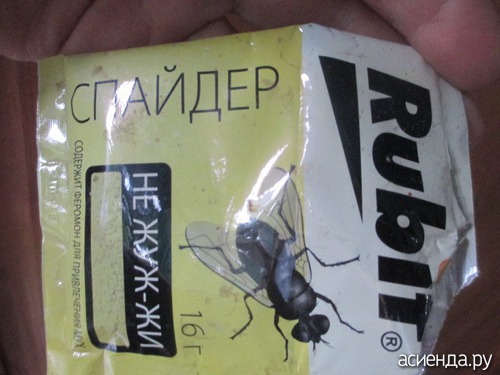 Rubit®
СПАЙДЕР
НЕ ЖУЖ-ЖИ
16 г
СОДЕРЖИТ ФЕРОМОН ДЛЯ ПРИВЛЕЧЕНИЯ МУХ
асиенда.ру